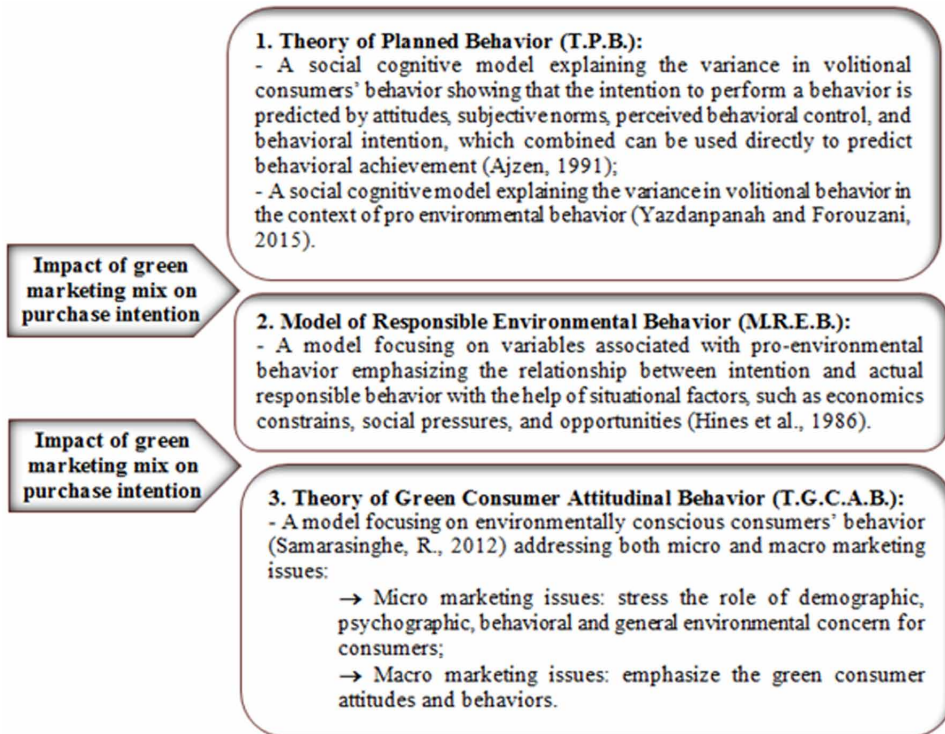 1. Theory of Planned Behavior (T.P.B.):
- A social cognitive model explaining the variance in volitional
consumers’ behavior showing that the intention to perform a behavior is
predicted by attitudes, subjective norms, perceived behavioral control, and
behavioral intention, which combined can be used directly to predict
behavioral achievement (Ajzen, 1991);
- A social cognitive model explaining the variance in volitional behavior in
the context of pro environmental behavior (Yazdanpanah and Forouzani,
2015).
Impact of green
marketing mix on
purchase intention
2. Model of Responsible Environmental Behavior (M.R.E.B.):
- A model focusing on variables associated with pro-environmental
behavior emphasizing the relationship between intention and actual
responsible behavior with the help of situational factors, such as economics
constrains, social pressures, and opportunities (Hines et al., 1986).
Impact of green
marketing mix on
purchase intention
3. Theory of Green Consumer Attitudinal Behavior (T.G.C.A.B.):
- A model focusing on environmentally conscious consumers’ behavior
(Samarasinghe, R., 2012) addressing both micro and macro marketing
issues:
→ Micro marketing issues: stress the role of demographic,
psychographic, behavioral and general environmental concern for
consumers;
→ Macro marketing issues: emphasize the green consumer
attitudes and behaviors.